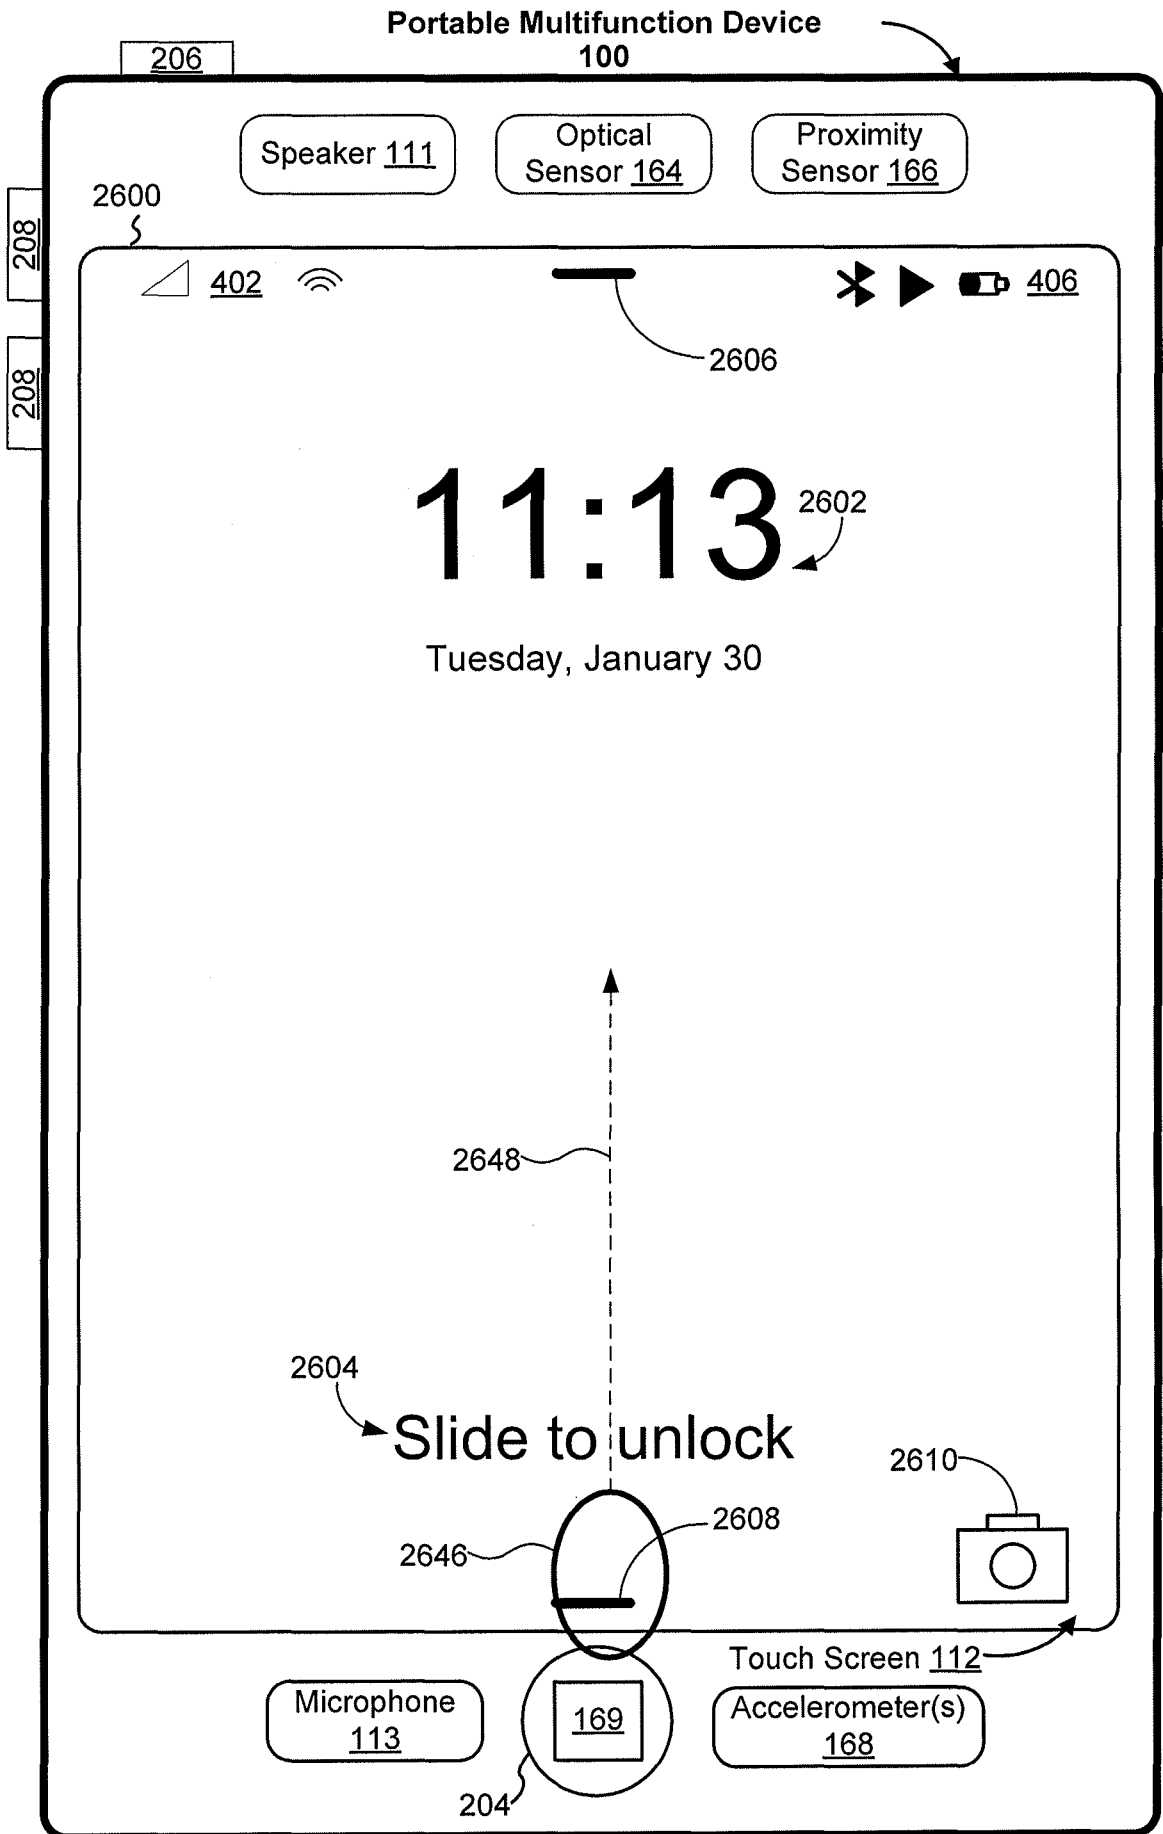 Portable Multifunction Device
100
206
Speaker 111
Optical
Sensor 164
Proximity
Sensor 166
2600
208
402
406
2606
208
11:13
2602
Tuesday, January 30
2648
2604
Slide to unlock
2610
2608
2646
Touch Screen 112
Microphone
113
169
Accelerometer(s)
168
204